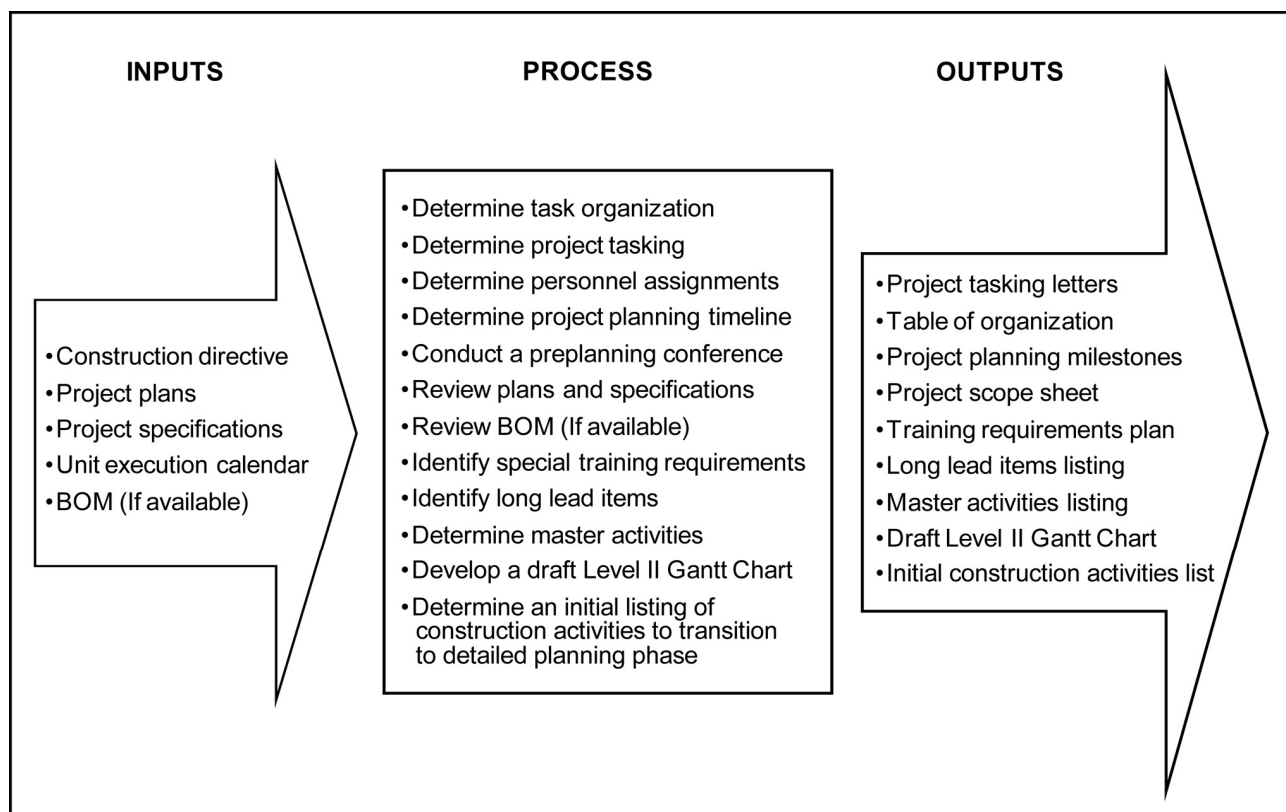 INPUTS
•Construction directive
•Project plans
•Project specifications
•Unit execution calendar
•BOM (If available)
PROCESS
•Determine task organization
•Determine project tasking
•Determine personnel assignments
•Determine project planning timeline
•Conduct a preplanning conference
•Review plans and specifications
•Review BOM (If available)
•Identify special training requirements
•Identify long lead items
•Determine master activities
•Develop a draft Level II Gantt Chart
•Determine an initial listing of
construction activities to transition
to detailed planning phase
OUTPUTS
•Project tasking letters
•Table of organization
•Project planning milestones
•Project scope sheet
•Training requirements plan
•Long lead items listing
•Master activities listing
•Draft Level II Gantt Chart
•Initial construction activities list